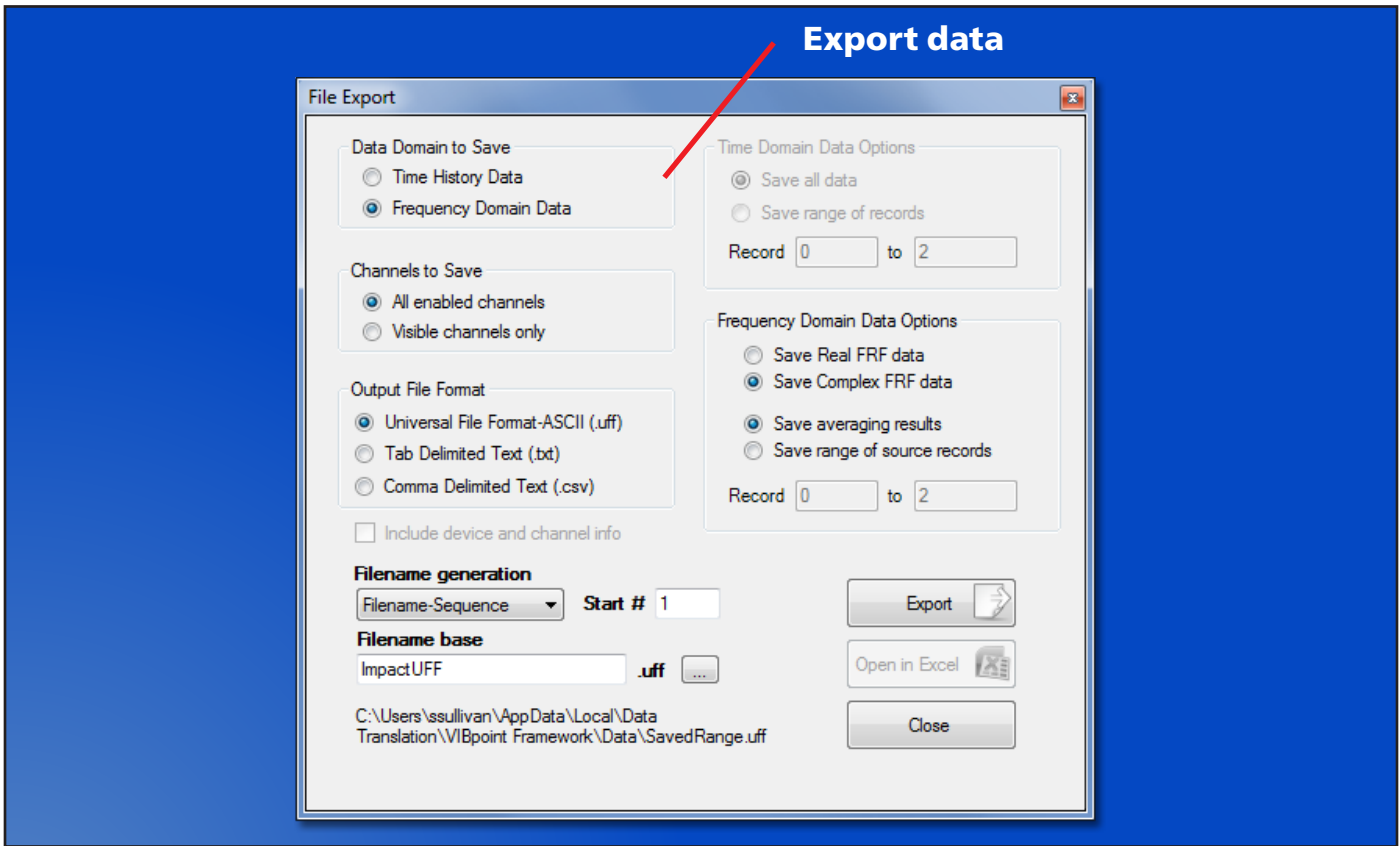 Export data
File Export
Data Domain to Save
Time History Data
Frequency Domain Data
Channels to Save
All enabled channels
Visible channels only
Output File Format
Universal File Format-ASCII (.uff)
Tab Delimited Text (.txt)
Comma Delimited Text (.csv)
Include device and channel info
Time Domain Data Options
Save all data
Save range of records
Record 0 to 2
Frequency Domain Data Options
Save Real FRF data
Save Complex FRF data
Save averaging results
Save range of source records
Record 0 to 2
Filename generation
Filename-Sequence Start # 1
Filename base
ImpactUFF .uff ...
C:\Users\ssullivan\AppData\Local\Data
Translation\VIBpoint Framework\Data\SavedRange.uff
Export
Open in Excel
Close